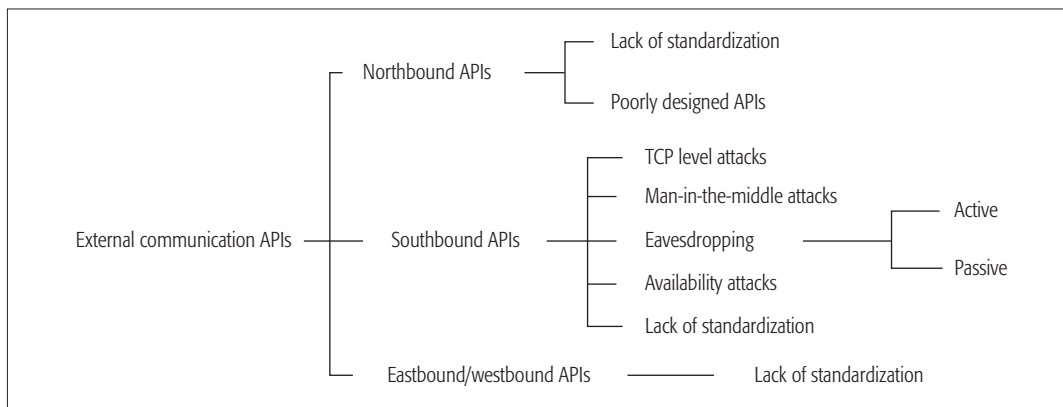 External communication APIs
Northbound APIs
Lack of standardization
Poorly designed APIs
Southbound APIs
TCP level attacks
Man-in-the-middle attacks
Eavesdropping
Active
Passive
Availability attacks
Lack of standardization
Eastbound/westbound APIs
Lack of standardization